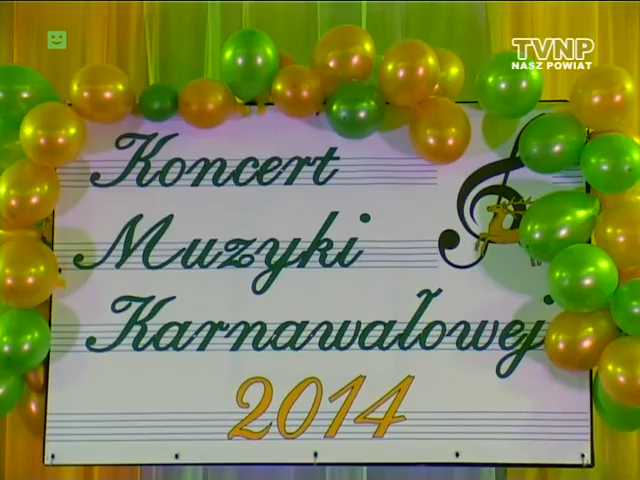 TVNP
NASZ POWIAT
Koncert
Muzyki
Karnawałowej
2014